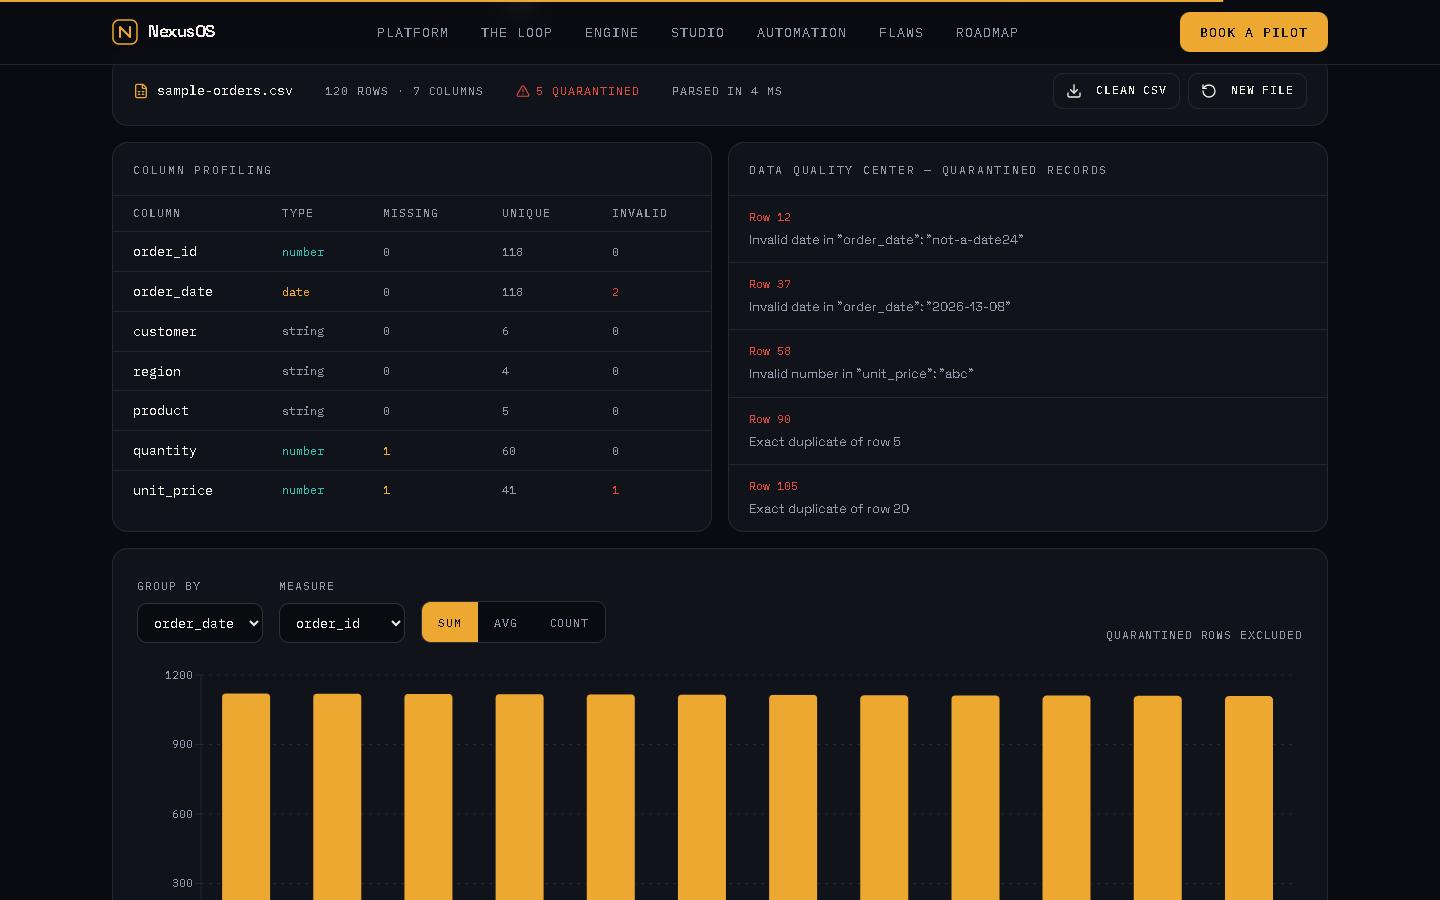 NexusOS
PLATFORM THE LOOP ENGINE STUDIO AUTOMATION FLAWS ROADMAP
BOOK A PILOT
sample-orders.csv 120 ROWS · 7 COLUMNS 5 QUARANTINED PARSED IN 4 MS
CLEAN CSV NEW FILE
COLUMN PROFILING
COLUMN TYPE MISSING UNIQUE INVALID
order_id number 0 118 0
order_date date 0 118 2
customer string 0 6 0
region string 0 4 0
product string 0 5 0
quantity number 1 60 0
unit_price number 1 41 1
DATA QUALITY CENTER — QUARANTINED RECORDS
Row 12
Invalid date in "order_date": "not-a-date24"
Row 37
Invalid date in "order_date": "2026-13-08"
Row 58
Invalid number in "unit_price": "abc"
Row 90
Exact duplicate of row 5
Row 105
Exact duplicate of row 20
GROUP BY MEASURE
order_date order_id SUM AVG COUNT
QUARANTINED ROWS EXCLUDED
1200
900
600
300